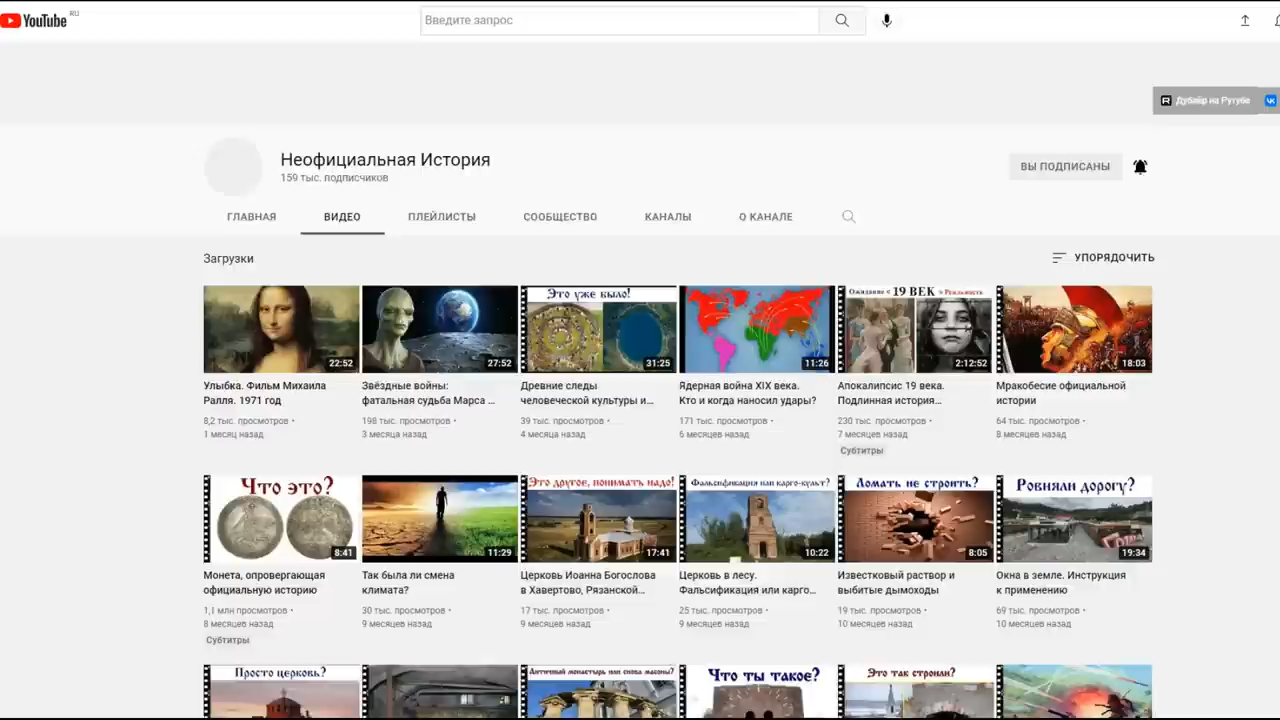 YouTube RU
Введите запрос
Дубляр на Рутубе
Неофициальная История
159 тыс. подписчиков
ВЫ ПОДПИСАНЫ
ГЛАВНАЯ ВИДЕО ПЛЕЙЛИСТЫ СООБЩЕСТВО КАНАЛЫ О КАНАЛЕ
Загрузки
УПОРЯДОЧИТЬ
22:52
Улыбка. Фильм Михаила
Ралля. 1971 год
8,2 тыс. просмотров •
1 месяц назад
27:52
Звёздные войны:
фатальная судьба Марса ...
198 тыс. просмотров •
3 месяца назад
Это уже было!
31:25
Древние следы
человеческой культуры и...
39 тыс. просмотров •
4 месяца назад
11:26
Ядерная война XIX века.
Кто и когда наносил удары?
171 тыс. просмотров •
6 месяцев назад
Ожидание с 19 ВЕК э Реальность
2:12:52
Апокалипсис 19 века.
Подлинная история...
230 тыс. просмотров •
7 месяцев назад
Субтитры
18:03
Мракобесие официальной
истории
64 тыс. просмотров •
8 месяцев назад
Что это?
8:41
Монета, опровергающая
официальную историю
1,1 млн просмотров •
8 месяцев назад
Субтитры
11:29
Так была ли смена
климата?
30 тыс. просмотров •
9 месяцев назад
Это другое, понимать надо!
17:41
Церковь Иоанна Богослова
в Хавертово, Рязанской...
17 тыс. просмотров •
9 месяцев назад
Фальсификация или карго-культ?
10:22
Церковь в лесу.
Фальсификация или карго...
25 тыс. просмотров •
9 месяцев назад
Ломать не строить?
8:05
Известковый раствор и
выбитые дымоходы
19 тыс. просмотров •
10 месяцев назад
Ровняли дорогу?
19:34
Окна в земле. Инструкция
к применению
69 тыс. просмотров •
10 месяцев назад
Просто церковь?
Античный монастырь или снова масоны?
Что ты такое?
Это так строили?